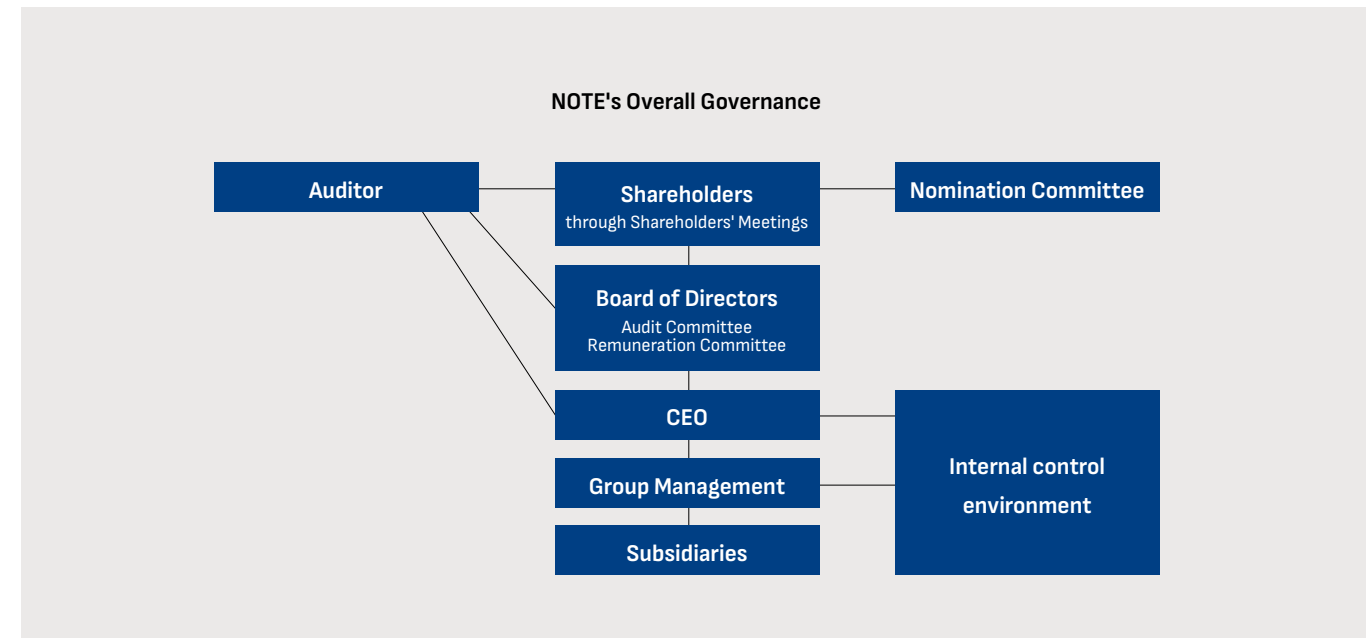 NOTE's Overall Governance
Auditor
Shareholders
through Shareholders' Meetings
Nomination Committee
Board of Directors
Audit Committee
Remuneration Committee
CEO
Group Management
Internal control
environment
Subsidiaries